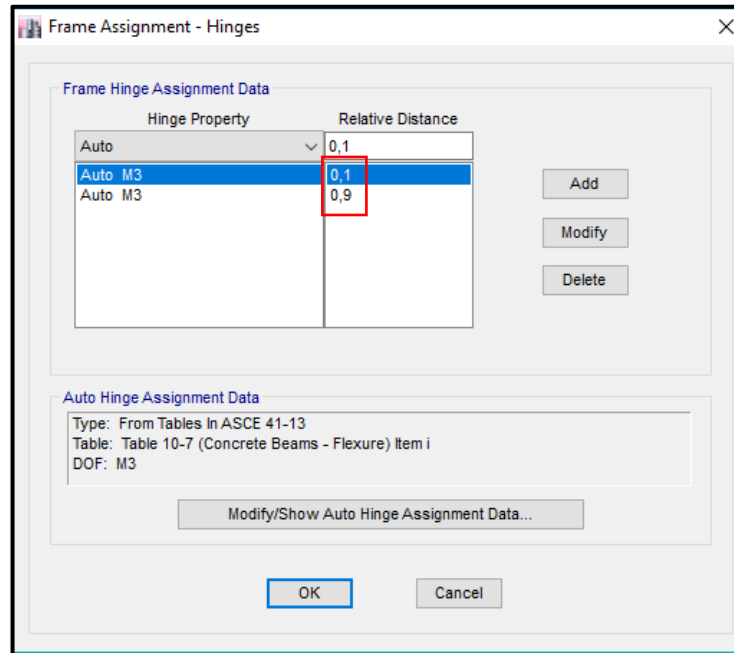 Frame Assignment - Hinges
Frame Hinge Assignment Data
Hinge Property Relative Distance
Auto 0,1
Auto M3 0,1
Auto M3 0,9
Add
Modify
Delete
Auto Hinge Assignment Data
Type: From Tables In ASCE 41-13
Table: Table 10-7 (Concrete Beams - Flexure) Item i
DOF: M3
Modify/Show Auto Hinge Assignment Data...
OK Cancel